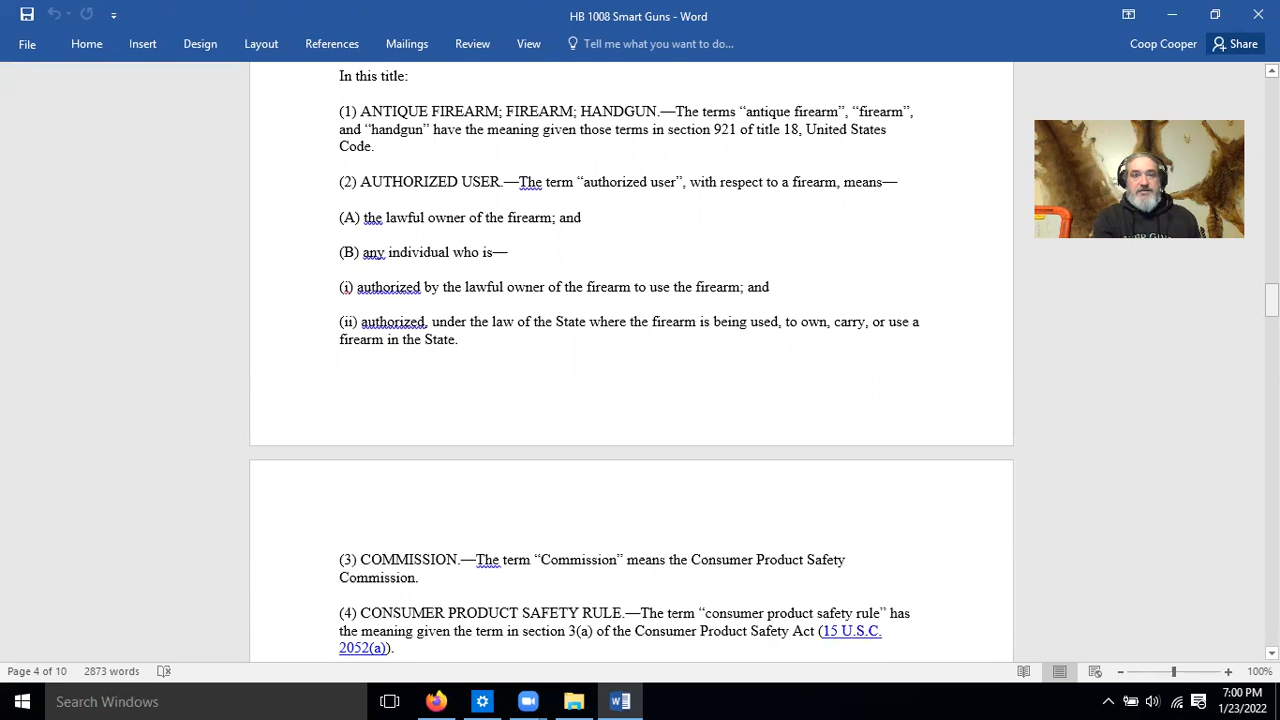 HB 1008 Smart Guns - Word
File Home Insert Design Layout References Mailings Review View Tell me what you want to do... Coop Cooper Share
In this title:
(1) ANTIQUE FIREARM; FIREARM; HANDGUN.—The terms “antique firearm”, “firearm”,
and “handgun” have the meaning given those terms in section 921 of title 18, United States
Code.
(2) AUTHORIZED USER.—The term “authorized user”, with respect to a firearm, means—
(A) the lawful owner of the firearm; and
(B) any individual who is—
(i) authorized by the lawful owner of the firearm to use the firearm; and
(ii) authorized, under the law of the State where the firearm is being used, to own, carry, or use a
firearm in the State.
(3) COMMISSION.—The term “Commission” means the Consumer Product Safety
Commission.
(4) CONSUMER PRODUCT SAFETY RULE.—The term “consumer product safety rule” has
the meaning given the term in section 3(a) of the Consumer Product Safety Act (15 U.S.C.
2052(a)).
Page 4 of 10 2873 words 100%
Search Windows
7:00 PM
1/23/2022